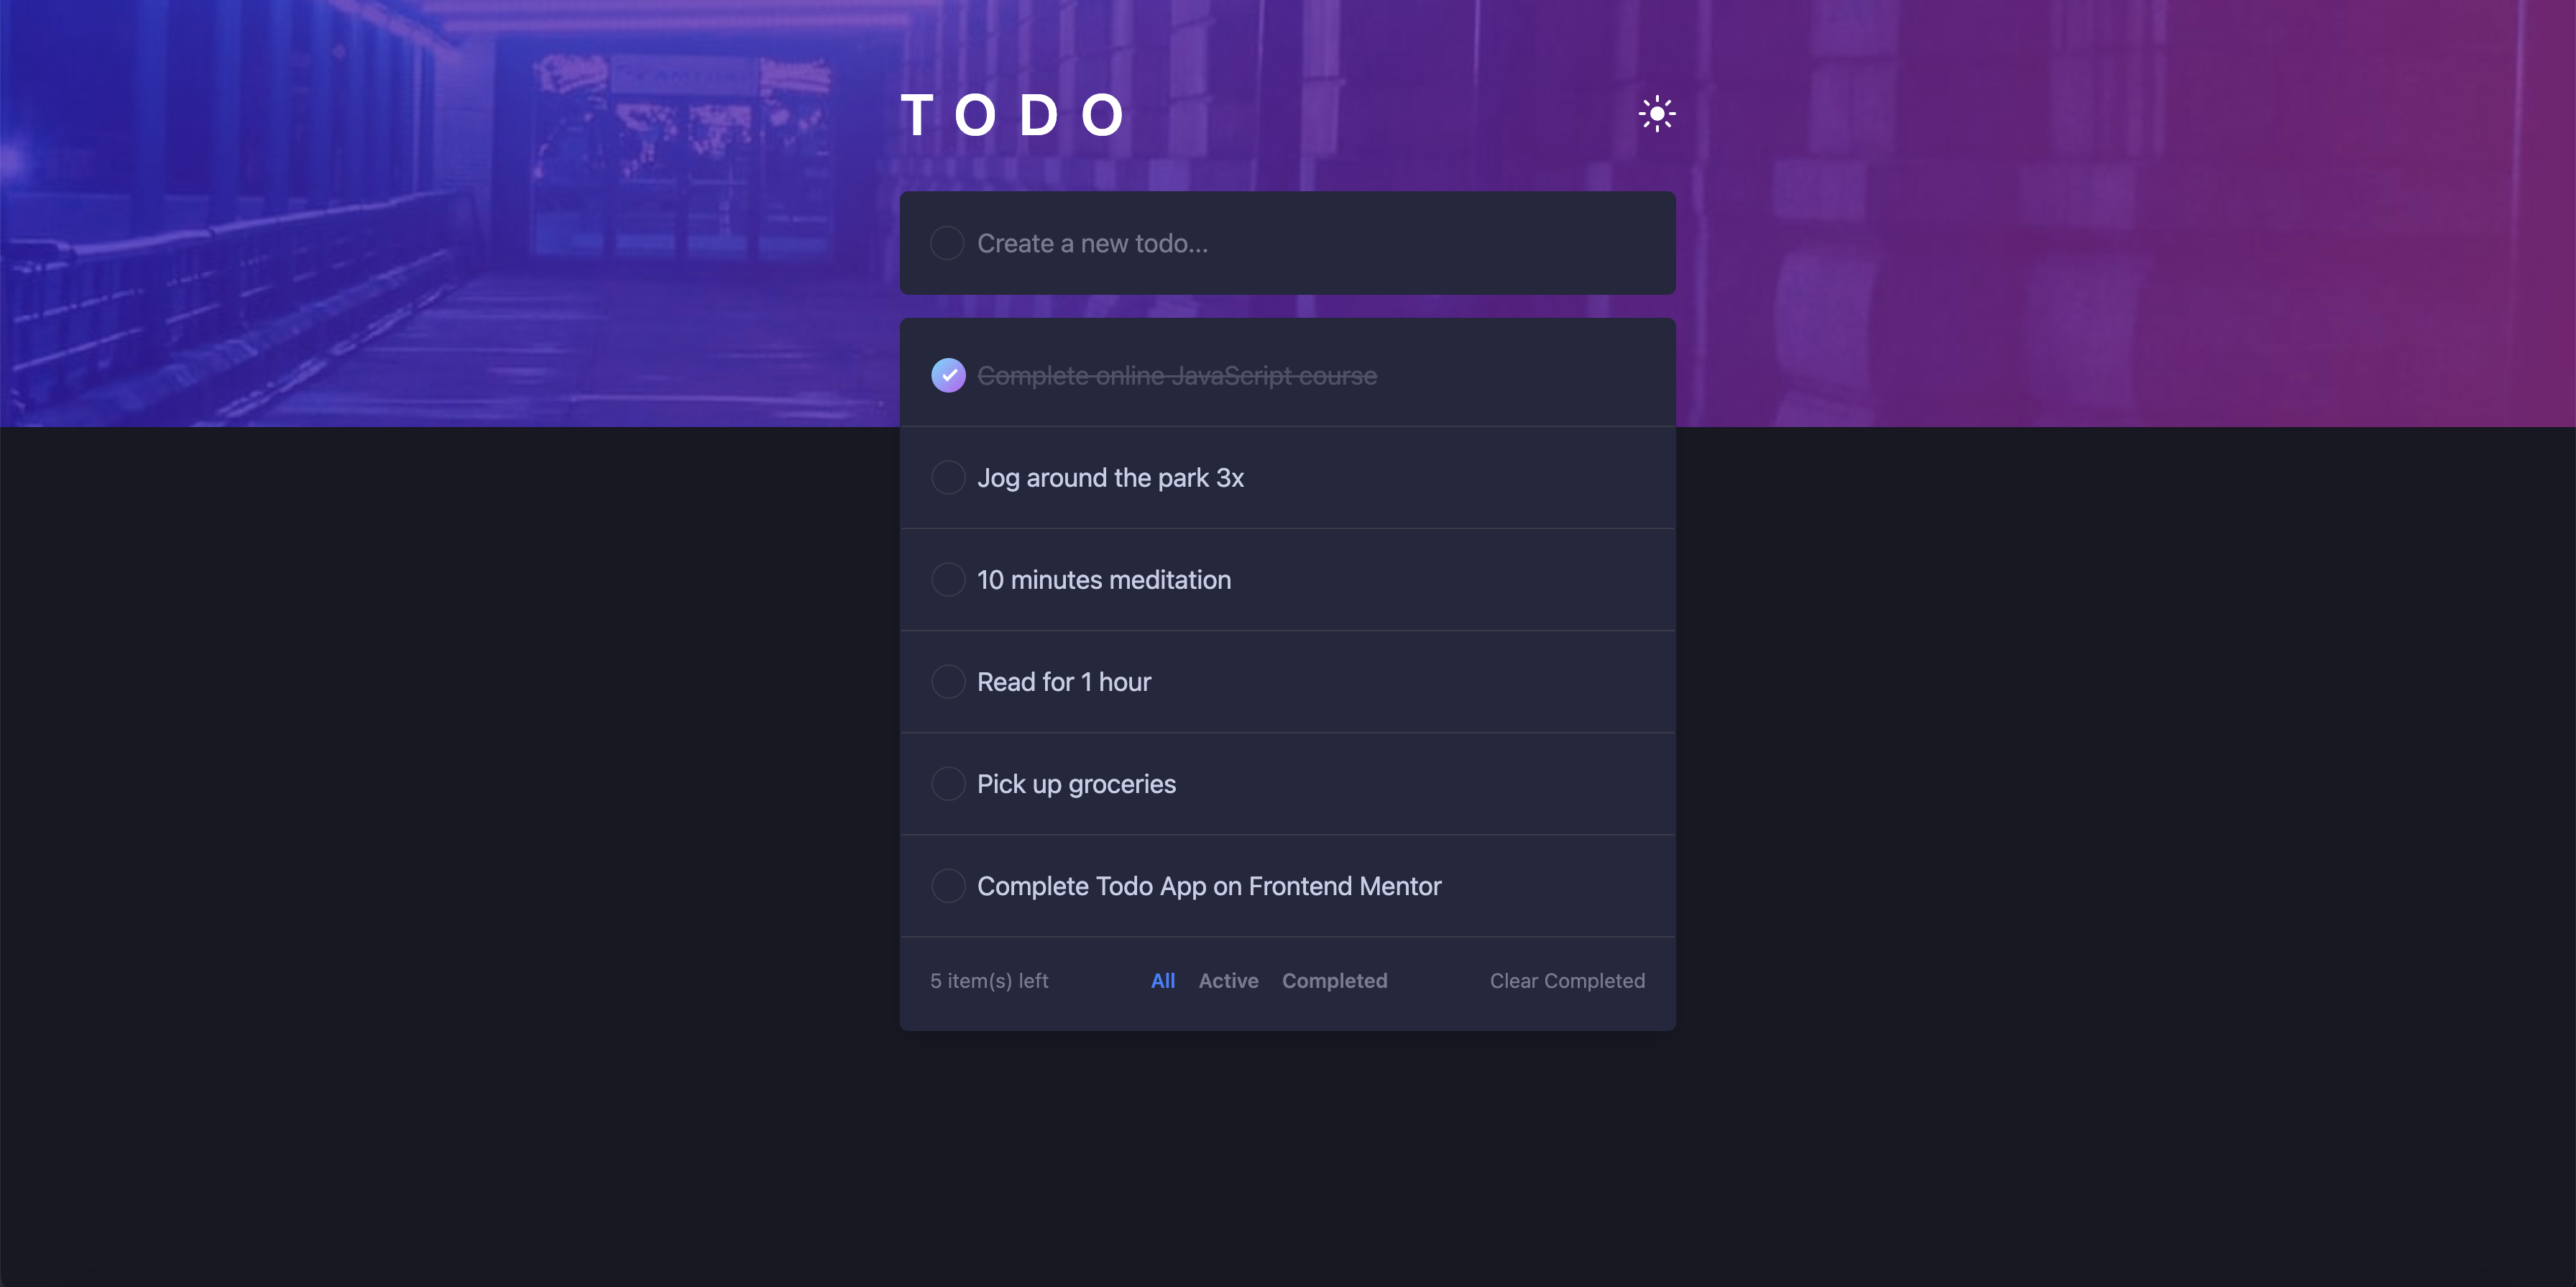 TODO
Create a new todo...
Complete online JavaScript course
Jog around the park 3x
10 minutes meditation
Read for 1 hour
Pick up groceries
Complete Todo App on Frontend Mentor
5 item(s) left All Active Completed Clear Completed